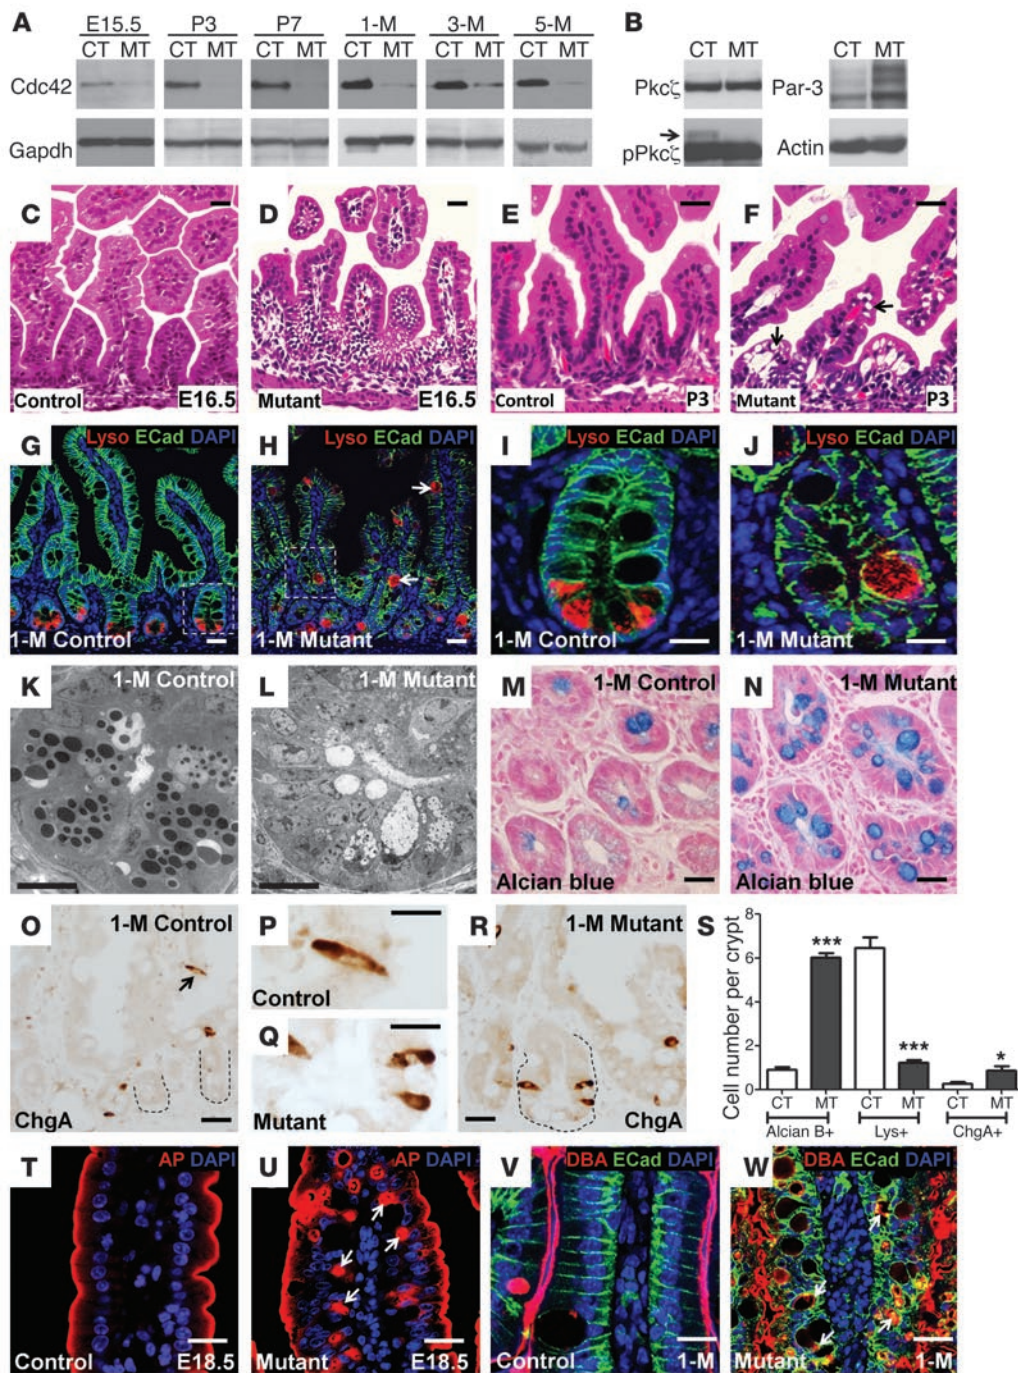 A
E15.5 P3 P7 1-M 3-M 5-M
CT MT CT MT CT MT CT MT CT MT CT MT
Cdc42
Gapdh
B
CT MT CT MT
Pkcζ
Par-3
pPkcζ
Actin
C
Control
E16.5
D
Mutant
E16.5
E
Control
P3
F
Mutant
P3
G
Lyso ECad DAPI
1-M Control
H
Lyso ECad DAPI
1-M Mutant
I
Lyso ECad DAPI
1-M Control
J
Lyso ECad DAPI
1-M Mutant
K
1-M Control
L
1-M Mutant
M
1-M Control
Alcian blue
N
1-M Mutant
Alcian blue
O
1-M Control
ChgA
P
Control
Q
Mutant
R
1-M Mutant
ChgA
S
Cell number per crypt
8
6
4
2
0
***
***
*
CT MT CT MT CT MT
Alcian B+ Lys+ ChgA+
T
AP DAPI
Control
E18.5
U
AP DAPI
Mutant
E18.5
V
DBA ECad DAPI
Control
1-M
W
DBA ECad DAPI
Mutant
1-M